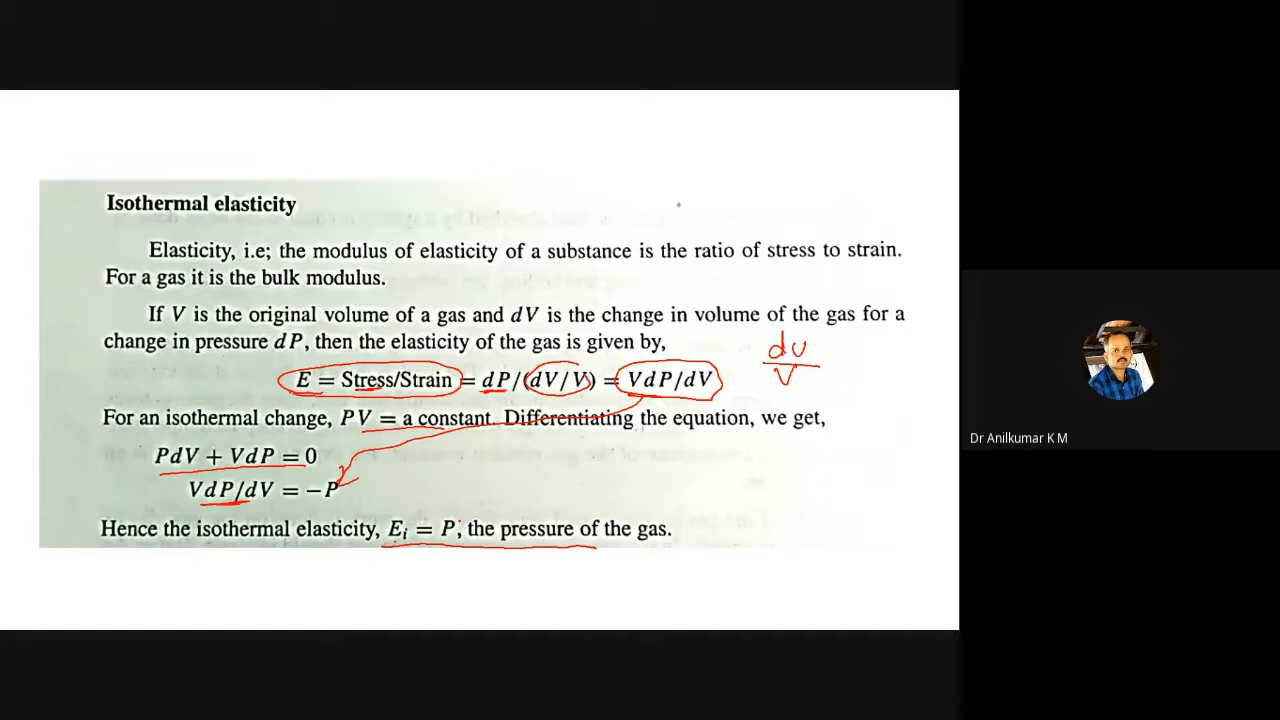 Isothermal elasticity
Elasticity, i.e; the modulus of elasticity of a substance is the ratio of stress to strain.
For a gas it is the bulk modulus.
If V is the original volume of a gas and dV is the change in volume of the gas for a
change in pressure dP, then the elasticity of the gas is given by,
dv
V
E = Stress/Strain = dP/(dV/V) = VdP/dV
For an isothermal change, PV = a constant. Differentiating the equation, we get,
PdV + VdP = 0
VdP/dV = −P
Hence the isothermal elasticity, Ei = P, the pressure of the gas.
Dr Anilkumar K M